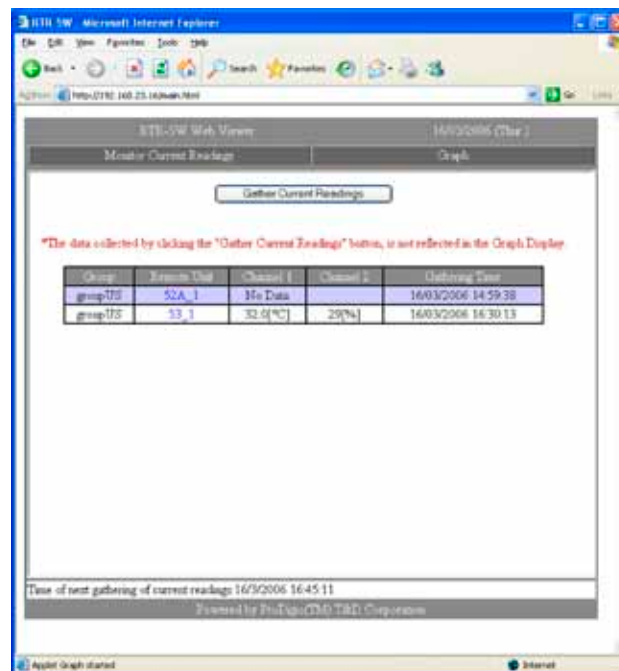 RTR-5W - Microsoft Internet Explorer
File Edit View Favorites Tools Help
Back Search Favorites
RTR-5W Web Viewer 16/03/2006 (Thur.)
Monitor Current Readings Graph
Gather Current Readings
*The data collected by clicking the "Gather Current Readings" button, is not reflected in the Graph Display.
Group Remote Unit Channel 1 Channel 2 Gathering Time
groupUS 52A_1 No Data 16/03/2006 14:59:38
groupUS 53_1 32.0[°C] 29[%] 16/03/2006 16:30:13
Time of next gathering of current readings 16/3/2006 16:45:11
Powered by T&D Corporation
Applet Graph started Internet